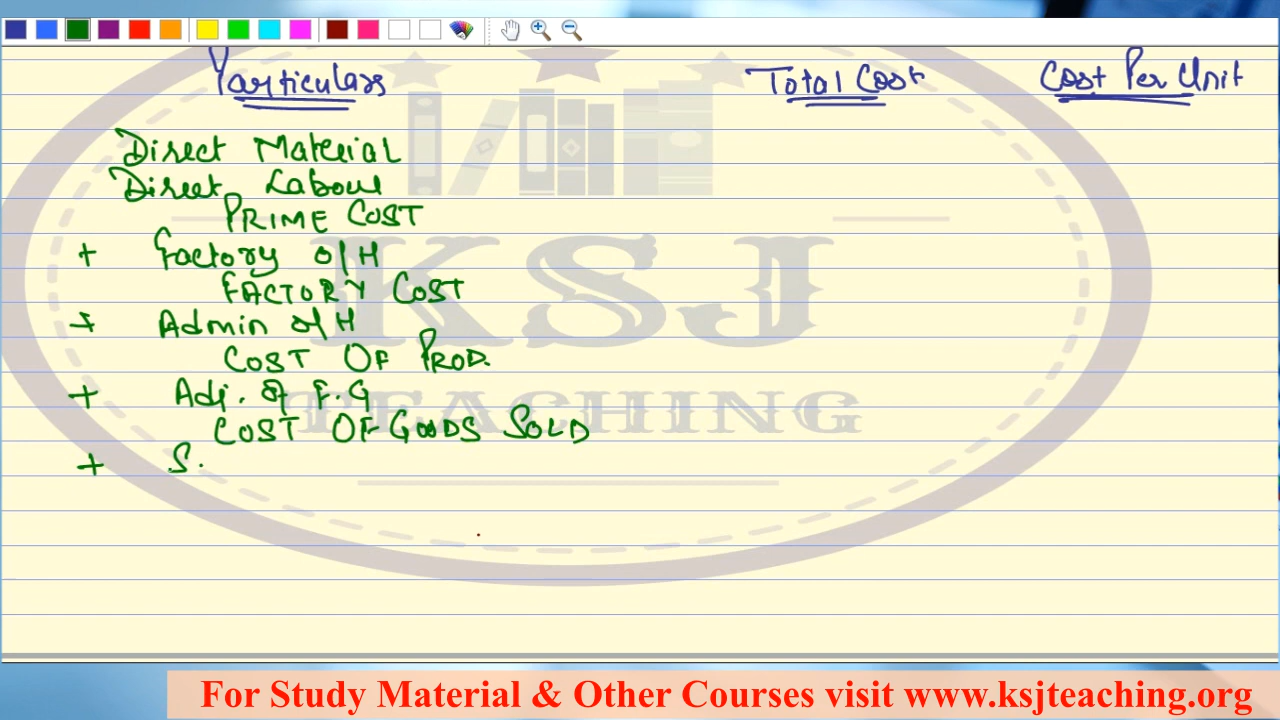 Particulars Total Cost Cost Per Unit
Direct Material
Direct Labour
PRIME COST
+ Factory O/H
FACTORY COST
+ Admin O/H
COST OF PROD.
+ Adj. of F.G
COST OF GOODS SOLD
+ S.
KSJ
TEACHING
For Study Material & Other Courses visit www.ksjteaching.org